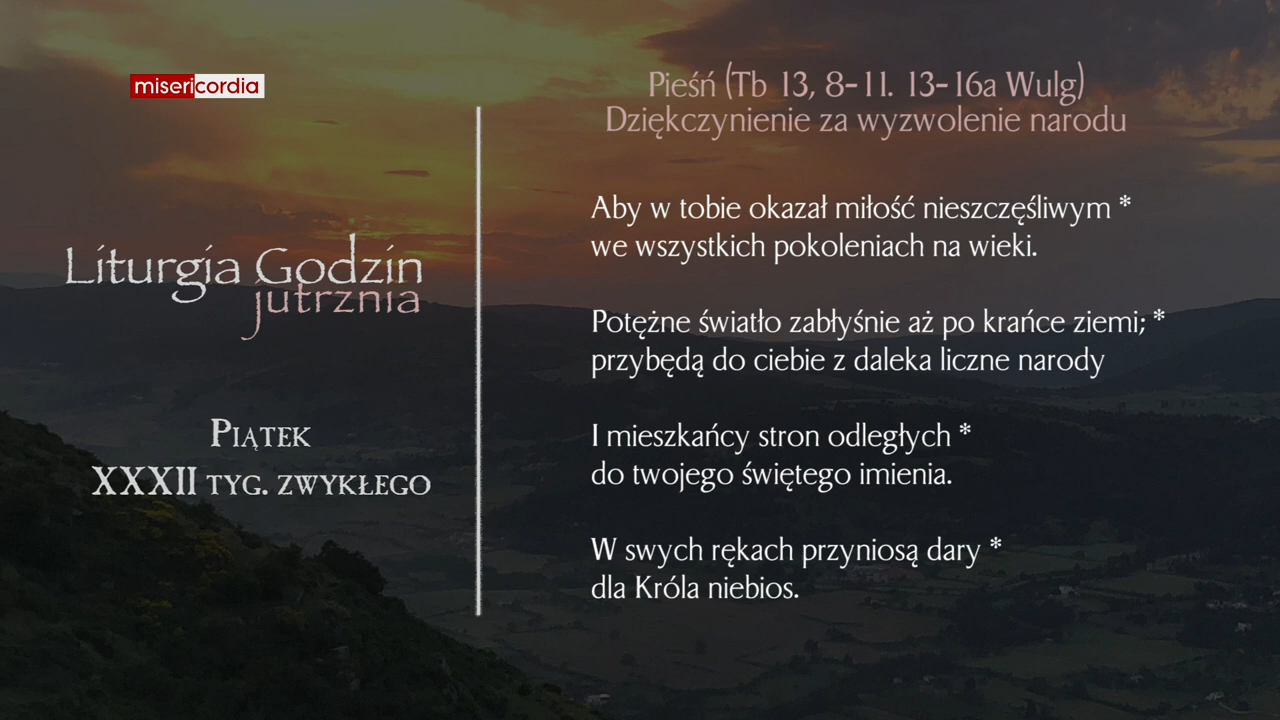 misericordia
Liturgia Godzin
jutrznia
Piątek
XXXII tyg. zwykłego
Pieśń (Tb 13, 8-11. 13-16a Wulg)
Dziękczynienie za wyzwolenie narodu
Aby w tobie okazał miłość nieszczęśliwym *
we wszystkich pokoleniach na wieki.
Potężne światło zabłyśnie aż po krańce ziemi; *
przybędą do ciebie z daleka liczne narody
I mieszkańcy stron odległych *
do twojego świętego imienia.
W swych rękach przyniosą dary *
dla Króla niebios.